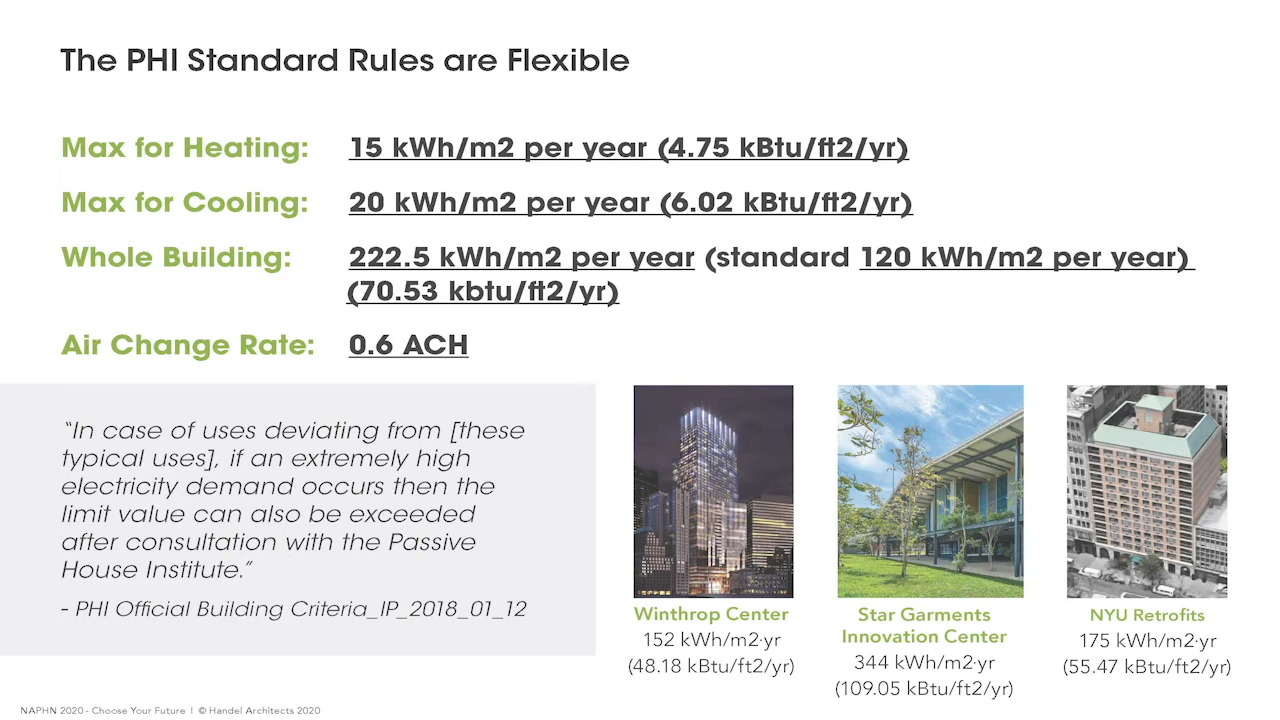 The PHI Standard Rules are Flexible
Max for Heating: 15 kWh/m2 per year (4.75 kBtu/ft2/yr)
Max for Cooling: 20 kWh/m2 per year (6.02 kBtu/ft2/yr)
Whole Building: 222.5 kWh/m2 per year (standard 120 kWh/m2 per year)
(70.53 kbtu/ft2/yr)
Air Change Rate: 0.6 ACH
“In case of uses deviating from [these
typical uses], if an extremely high
electricity demand occurs then the
limit value can also be exceeded
after consultation with the Passive
House Institute.”
- PHI Official Building Criteria_IP_2018_01_12
Winthrop Center
152 kWh/m2·yr
(48.18 kBtu/ft2/yr)
Star Garments
Innovation Center
344 kWh/m2·yr
(109.05 kBtu/ft2/yr)
NYU Retrofits
175 kWh/m2·yr
(55.47 kBtu/ft2/yr)
NAPHN 2020 - Choose Your Future | © Handel Architects 2020